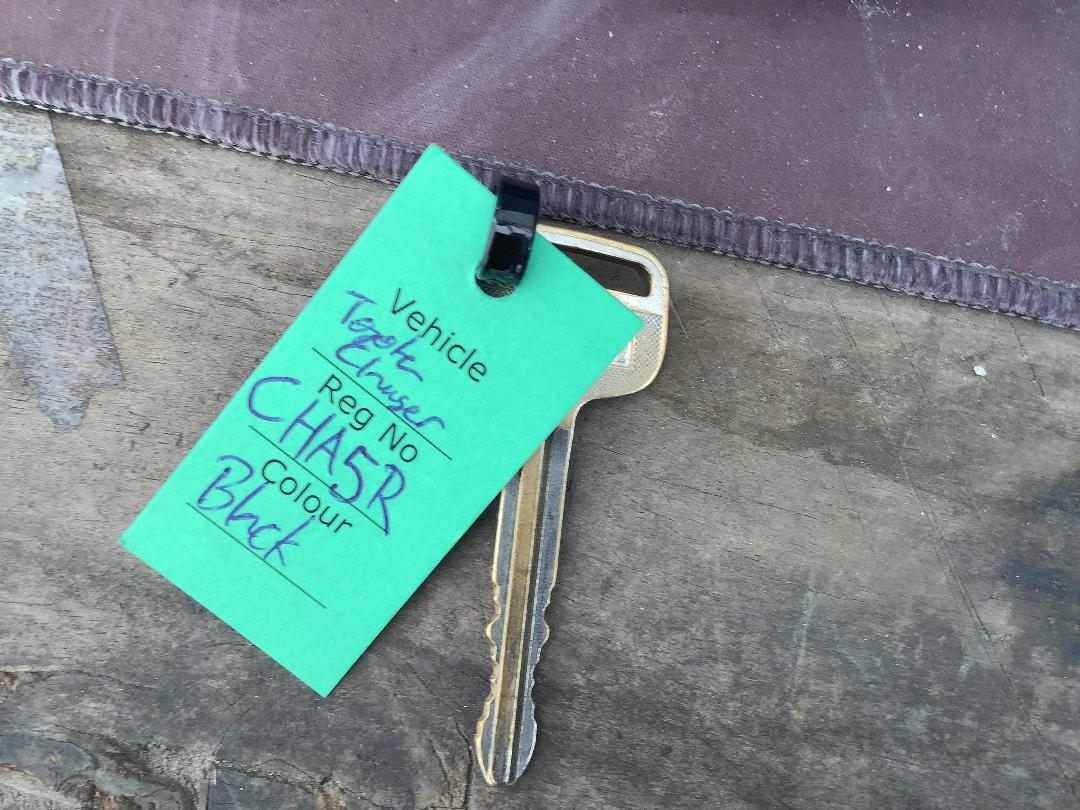 Vehicle
Toyota
Cruiser
Reg No
CHA5R
Colour
Black